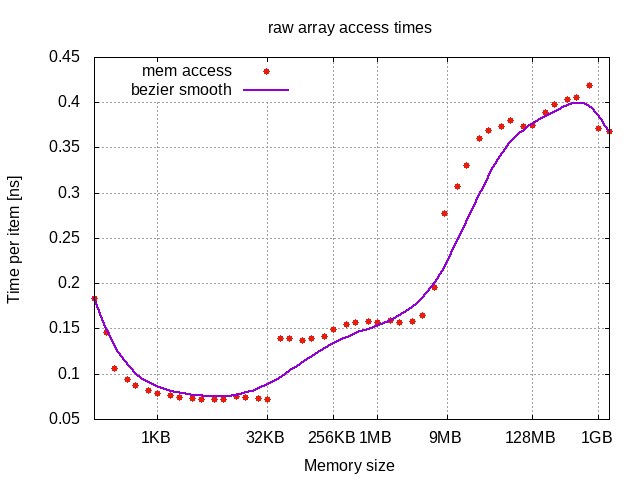 raw array access times
mem access
bezier smooth
0.45
0.4
0.35
0.3
0.25
0.2
0.15
0.1
0.05
Time per item [ns]
1KB 32KB 256KB 1MB 9MB 128MB 1GB
Memory size